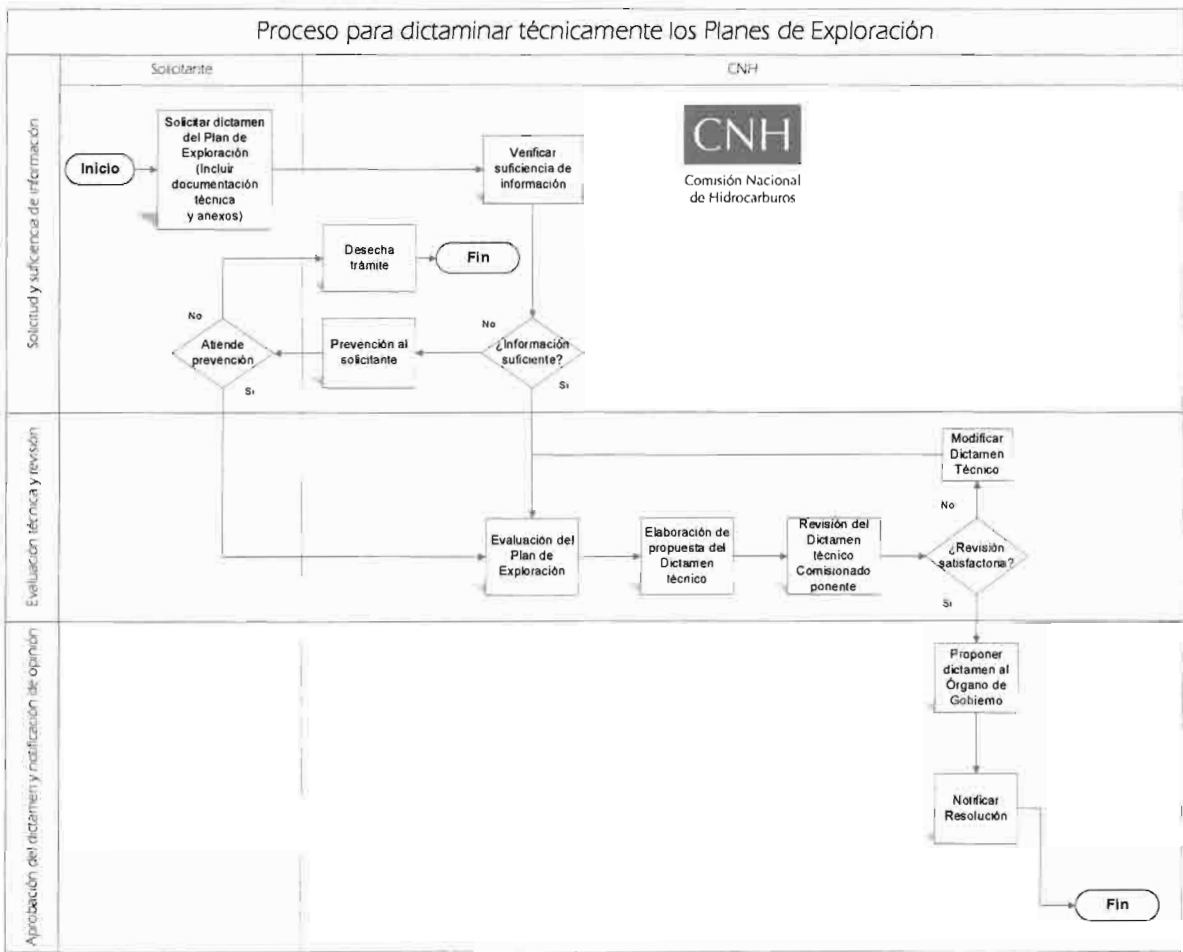 Proceso para dictaminar técnicamente los Planes de Exploración
Solicitante
CNH
Solicitud y suficiencia de información
Inicio
Solicitar dictamen
del Plan de
Exploración
(Incluir
documentación
técnica
y anexos)
Verificar
suficiencia de
información
CNH
Comisión Nacional
de Hidrocarburos
Desecha
trámite
Fin
No
Atiende
prevención
Si
Prevención al
solicitante
No
¿Información
suficiente?
Si
Evaluación técnica y revisión
Modificar
Dictamen
Técnico
No
Evaluación del
Plan de
Exploración
Elaboración de
propuesta del
Dictamen
técnico
Revisión del
Dictamen
técnico
Comisionado
ponente
¿Revisión
satisfactoria?
Si
Aprobación del dictamen y notificación de opinión
Proponer
dictamen al
Órgano de
Gobierno
Notificar
Resolución
Fin